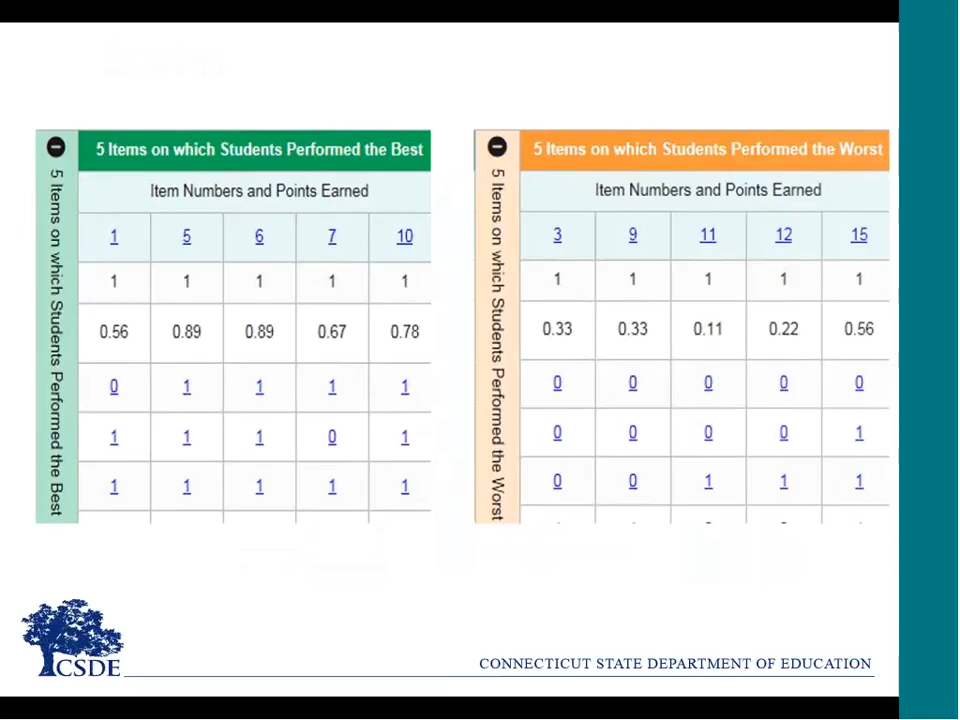 5 Items on which Students Performed the Best
5 Items on which Students Performed the Best
Item Numbers and Points Earned
1 5 6 7 10
1 1 1 1 1
0.56 0.89 0.89 0.67 0.78
0 1 1 1 1
1 1 1 0 1
1 1 1 1 1
5 Items on which Students Performed the Worst
5 Items on which Students Performed the Worst
Item Numbers and Points Earned
3 9 11 12 15
1 1 1 1 1
0.33 0.33 0.11 0.22 0.56
0 0 0 0 0
0 0 0 0 1
0 0 1 1 1
CSDE
CONNECTICUT STATE DEPARTMENT OF EDUCATION